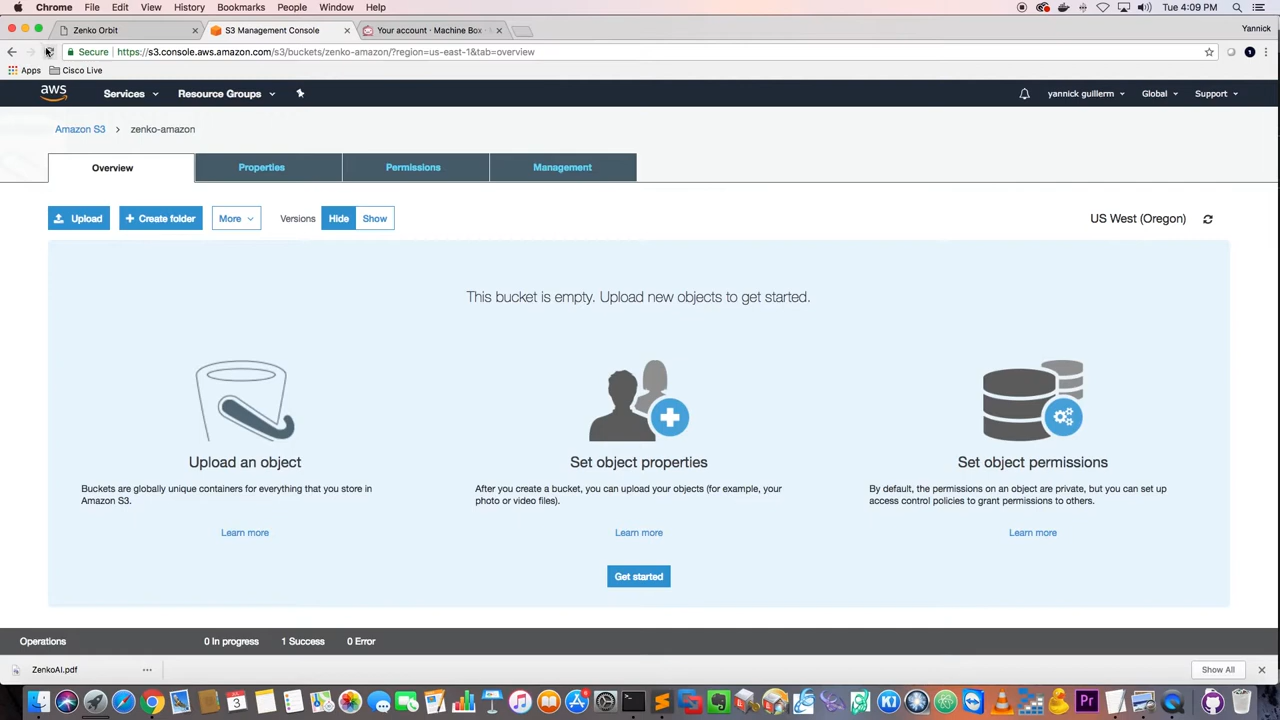 Chrome File Edit View History Bookmarks People Window Help
Tue 4:09 PM
Zenko Orbit
S3 Management Console
Your account · Machine Box ·
Yannick
Secure https://s3.console.aws.amazon.com/s3/buckets/zenko-amazon/?region=us-east-1&tab=overview
Apps Cisco Live
aws Services Resource Groups yannick guillerm Global Support
Amazon S3 > zenko-amazon
Overview Properties Permissions Management
Upload + Create folder More Versions Hide Show US West (Oregon)
This bucket is empty. Upload new objects to get started.
Upload an object
Buckets are globally unique containers for everything that you store in
Amazon S3.
Learn more
Set object properties
After you create a bucket, you can upload your objects (for example, your
photo or video files).
Learn more
Set object permissions
By default, the permissions on an object are private, but you can set up
access control policies to grant permissions to others.
Learn more
Get started
Operations 0 In progress 1 Success 0 Error
ZenkoAI.pdf
Show All